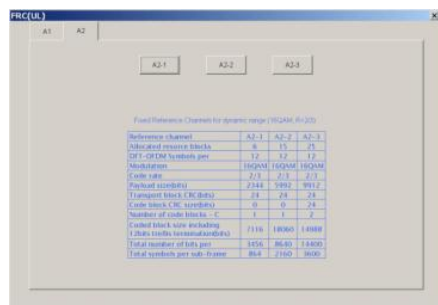 FRC(UL)
A1 A2
A2-1 A2-2 A2-3
Fixed Reference Channels for dynamic range (16QAM, R=2/3)
Reference channel A2-1 A2-2 A2-3
Allocated resource blocks 6 15 25
DFT-OFDM Symbols per 12 12 12
Modulation 16QAM 16QAM 16QAM
Code rate 2/3 2/3 2/3
Payload size(bits) 2344 5992 9912
Transport block CRC(bits) 24 24 24
Code block CRC size(bits) 0 0 24
Number of code blocks - C 1 1 2
Coded block size including
12bits trellis termination(bits) 7116 18060 14988
Total number of bits per 3456 8640 14400
Total symbols per sub-frame 864 2160 3600